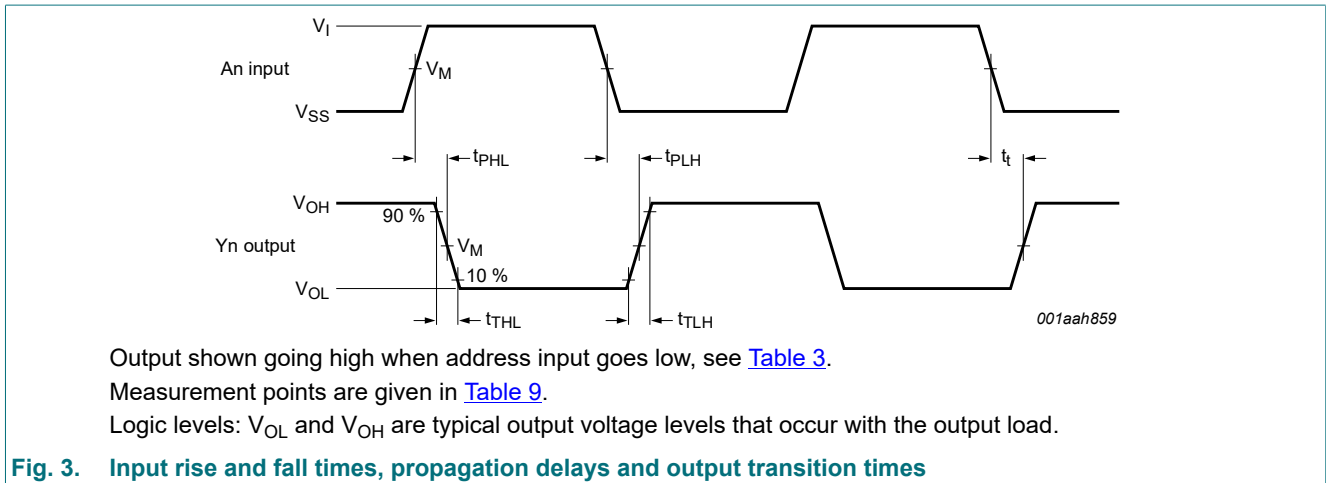 VI
An input
VM
VSS
tPHL
tPLH
tt
VOH
90 %
Yn output
VM
10 %
VOL
tTHL
tTLH
001aah859
Output shown going high when address input goes low, see Table 3.
Measurement points are given in Table 9.
Logic levels: VOL and VOH are typical output voltage levels that occur with the output load.
Fig. 3. Input rise and fall times, propagation delays and output transition times